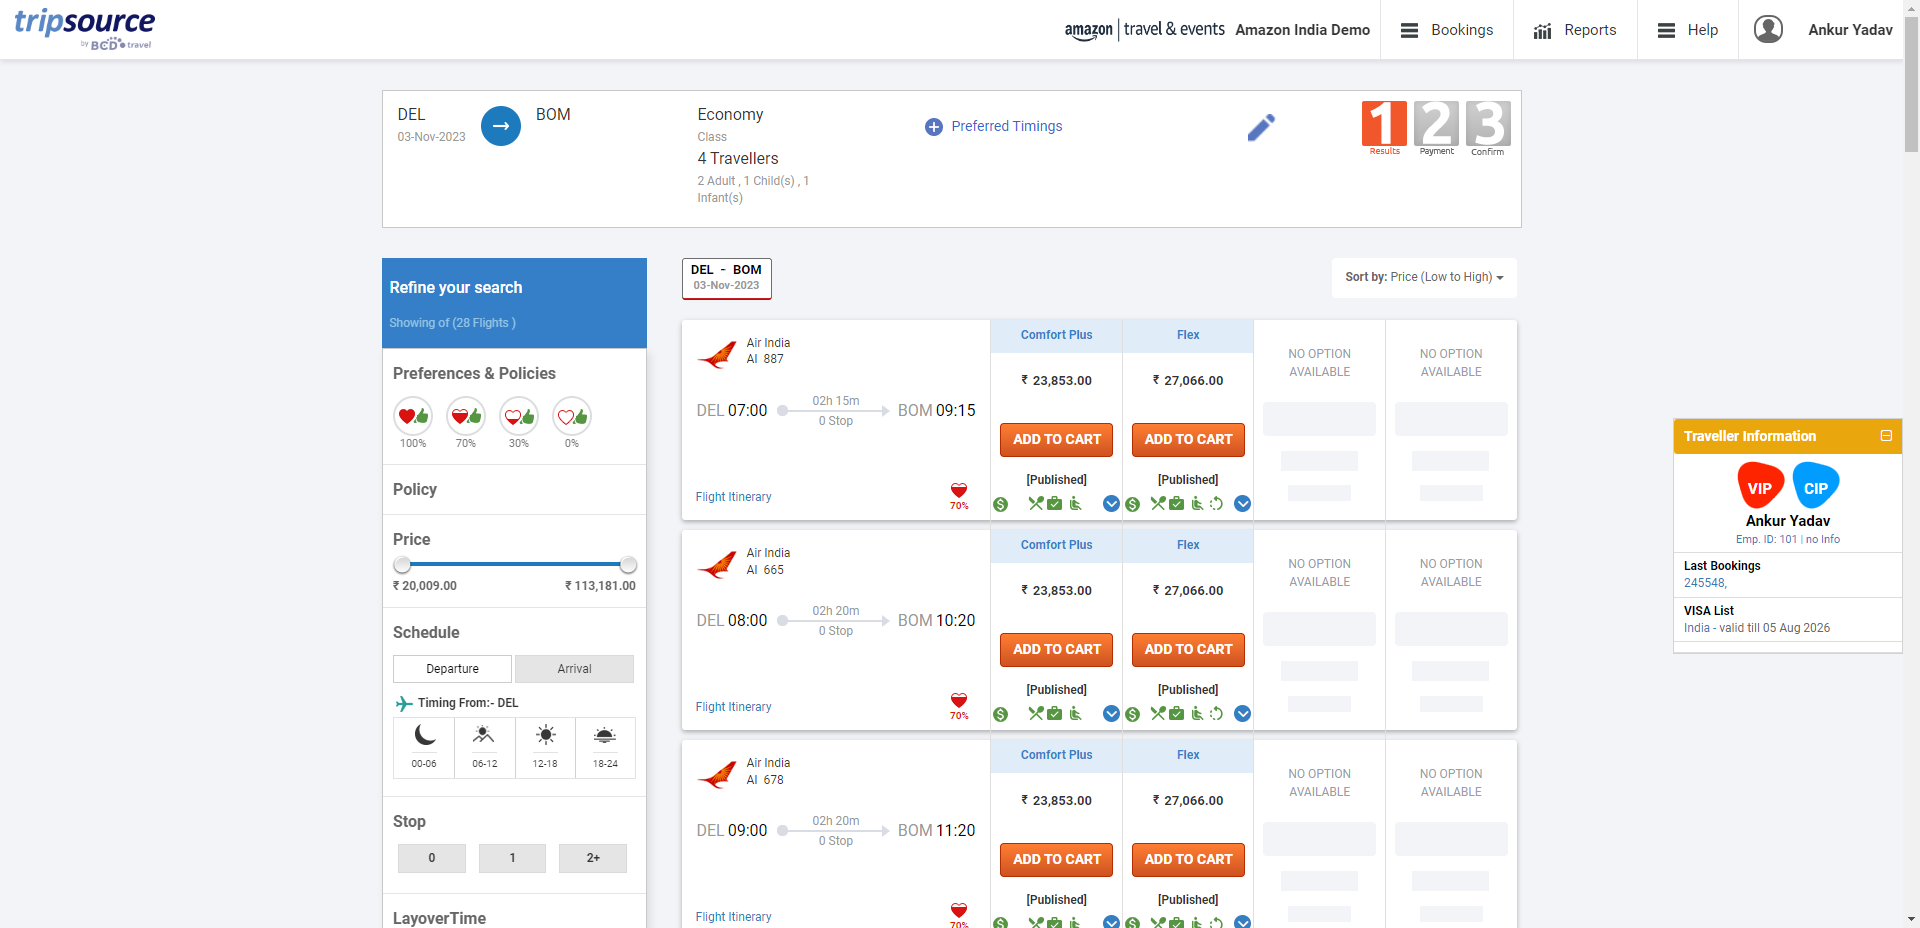 tripsource
by BCD travel
amazon | travel & events
Amazon India Demo
Bookings
Reports
Help
Ankur Yadav
DEL
03-Nov-2023
BOM
Economy
Class
4 Travellers
2 Adult , 1 Child(s) , 1
Infant(s)
Preferred Timings
1
Results
2
Payment
3
Confirm
Refine your search
Showing of (28 Flights )
Preferences & Policies
100%
70%
30%
0%
Policy
Price
₹ 20,009.00
₹ 113,181.00
Schedule
Departure
Arrival
Timing From:- DEL
00-06
06-12
12-18
18-24
Stop
0
1
2+
LayoverTime
DEL - BOM
03-Nov-2023
Sort by: Price (Low to High)
Air India
AI 887
DEL 07:00
02h 15m
0 Stop
BOM 09:15
Flight Itinerary
70%
Comfort Plus
₹ 23,853.00
ADD TO CART
[Published]
Flex
₹ 27,066.00
ADD TO CART
[Published]
NO OPTION
AVAILABLE
NO OPTION
AVAILABLE
Air India
AI 665
DEL 08:00
02h 20m
0 Stop
BOM 10:20
Flight Itinerary
70%
Comfort Plus
₹ 23,853.00
ADD TO CART
[Published]
Flex
₹ 27,066.00
ADD TO CART
[Published]
NO OPTION
AVAILABLE
NO OPTION
AVAILABLE
Air India
AI 678
DEL 09:00
02h 20m
0 Stop
BOM 11:20
Flight Itinerary
70%
Comfort Plus
₹ 23,853.00
ADD TO CART
[Published]
Flex
₹ 27,066.00
ADD TO CART
[Published]
NO OPTION
AVAILABLE
NO OPTION
AVAILABLE
Traveller Information
VIP
CIP
Ankur Yadav
Emp. ID: 101 | no Info
Last Bookings
245548,
VISA List
India - valid till 05 Aug 2026